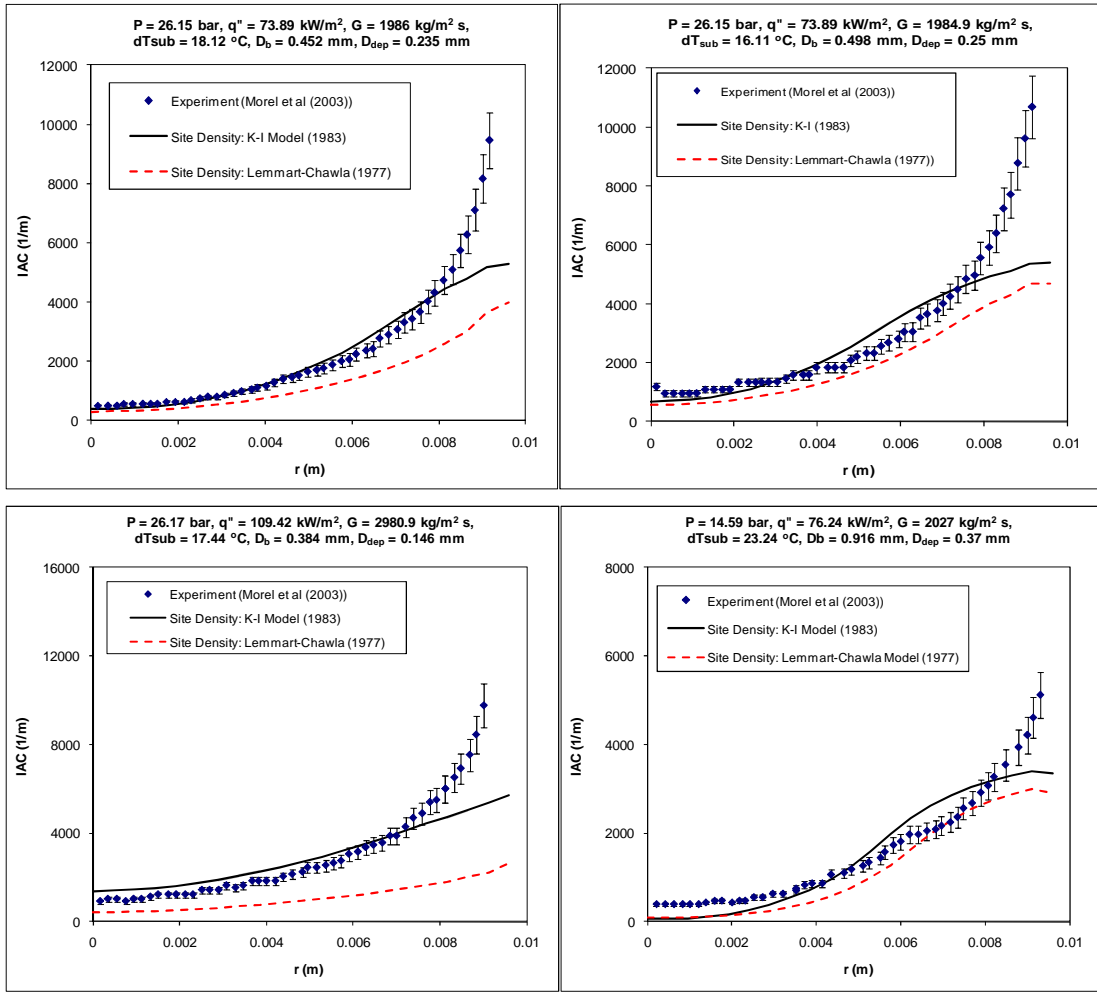 P = 26.15 bar, q" = 73.89 kW/m², G = 1986 kg/m² s,
dTsub = 18.12 °C, D_b = 0.452 mm, D_dep = 0.235 mm
12000
10000
8000
6000
4000
2000
0
IAC (1/m)
Experiment (Morel et al (2003))
Site Density: K-I Model (1983)
Site Density: Lemmart-Chawla (1977)
0 0.002 0.004 0.006 0.008 0.01
r (m)
P = 26.15 bar, q" = 73.89 kW/m², G = 1984.9 kg/m² s,
dT_sub = 16.11 °C, D_b = 0.498 mm, D_dep = 0.25 mm
12000
10000
8000
6000
4000
2000
0
IAC (1/m)
Experiment (Morel et al (2003))
Site Density: K-I (1983)
Site Density: Lemmart-Chawla (1977))
0 0.002 0.004 0.006 0.008 0.01
r (m)
P = 26.17 bar, q" = 109.42 kW/m², G = 2980.9 kg/m² s,
dTsub = 17.44 °C, D_b = 0.384 mm, D_dep = 0.146 mm
16000
12000
8000
4000
0
IAC (1/m)
Experiment (Morel et al (2003))
Site Density: K-I Model (1983)
Site Density: Lemmart-Chawla (1977)
0 0.002 0.004 0.006 0.008 0.01
r (m)
P = 14.59 bar, q" = 76.24 kW/m², G = 2027 kg/m² s,
dTsub = 23.24 °C, Db = 0.916 mm, D_dep = 0.37 mm
8000
6000
4000
2000
0
IAC (1/m)
Experiment (Morel et al (2003))
Site Density: K-I Model (1983)
Site Density: Lemmart-Chawla Model (1977)
0 0.002 0.004 0.006 0.008 0.01
r (m)